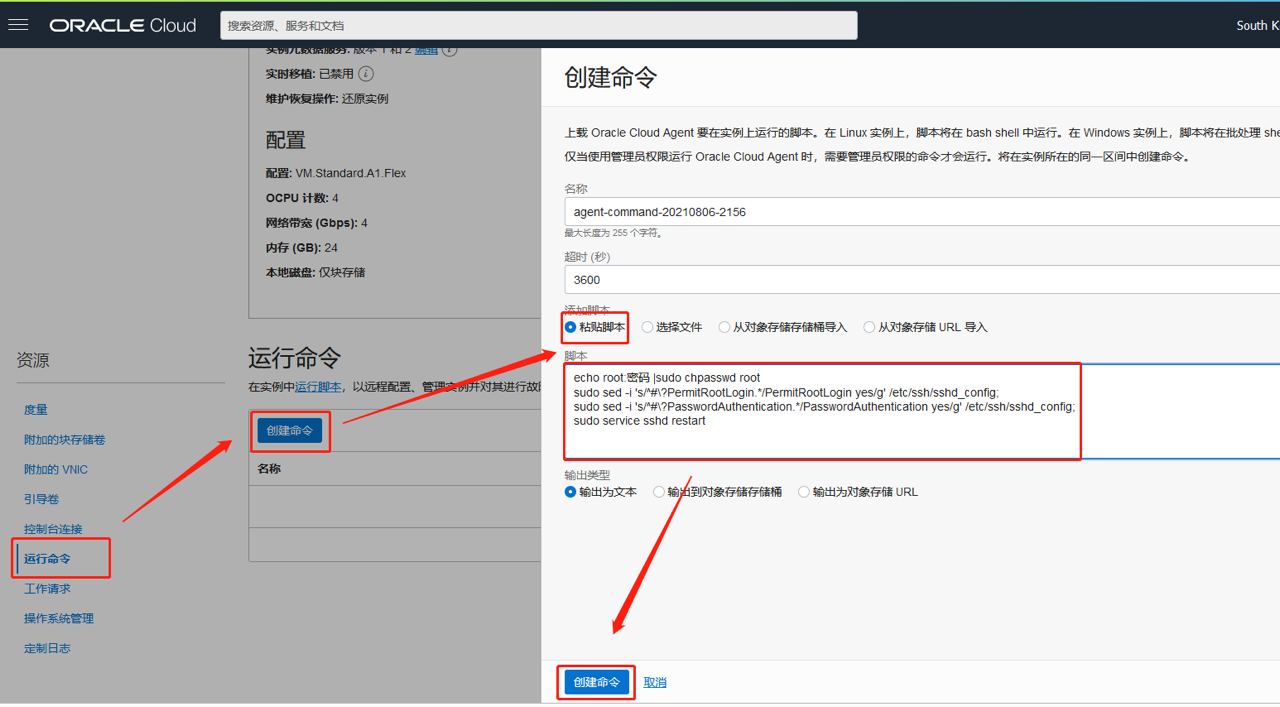 ORACLE Cloud
搜索资源、服务和文档
South K
实例元数据服务: 版本 1 和 2 编辑
实时移植: 已禁用
维护恢复操作: 还原实例
配置
配置: VM.Standard.A1.Flex
OCPU 计数: 4
网络带宽 (Gbps): 4
内存 (GB): 24
本地磁盘: 仅块存储
资源
度量
附加的块存储卷
附加的 VNIC
引导卷
控制台连接
运行命令
工作请求
操作系统管理
定制日志
运行命令
在实例中运行脚本，以远程配置、管理实例并对其进行故
创建命令
名称
创建命令
上载 Oracle Cloud Agent 要在实例上运行的脚本。在 Linux 实例上，脚本将在 bash shell 中运行。在 Windows 实例上，脚本将在批处理 she
仅当使用管理员权限运行 Oracle Cloud Agent 时，需要管理员权限的命令才会运行。将在实例所在的同一区间中创建命令。
名称
agent-command-20210806-2156
最大长度为 255 个字符。
超时 (秒)
3600
添加脚本
粘贴脚本 选择文件 从对象存储存储桶导入 从对象存储 URL 导入
脚本
echo root:密码 |sudo chpasswd root
sudo sed -i 's/^#\?PermitRootLogin.*/PermitRootLogin yes/g' /etc/ssh/sshd_config;
sudo sed -i 's/^#\?PasswordAuthentication.*/PasswordAuthentication yes/g' /etc/ssh/sshd_config;
sudo service sshd restart
输出类型
输出为文本 输出到对象存储存储桶 输出为对象存储 URL
创建命令 取消